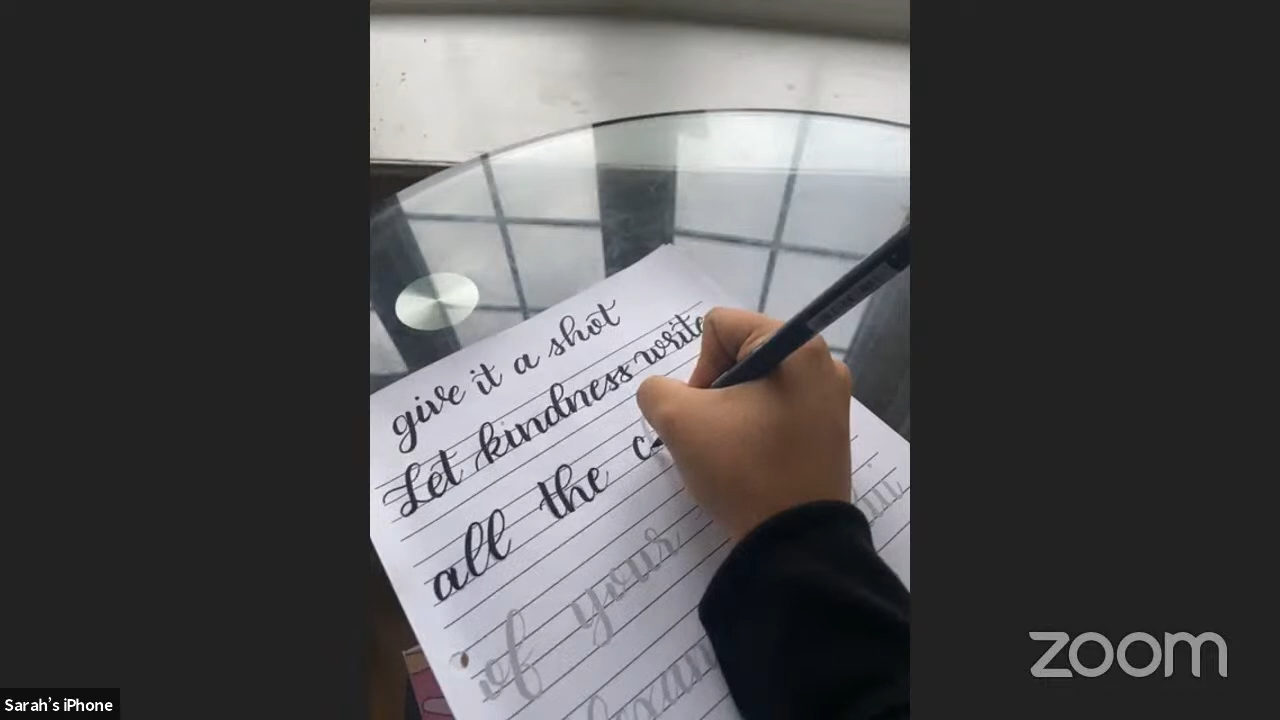 give it a shot
Let kindness write
all the c
of your
Sarah's iPhone
zoom